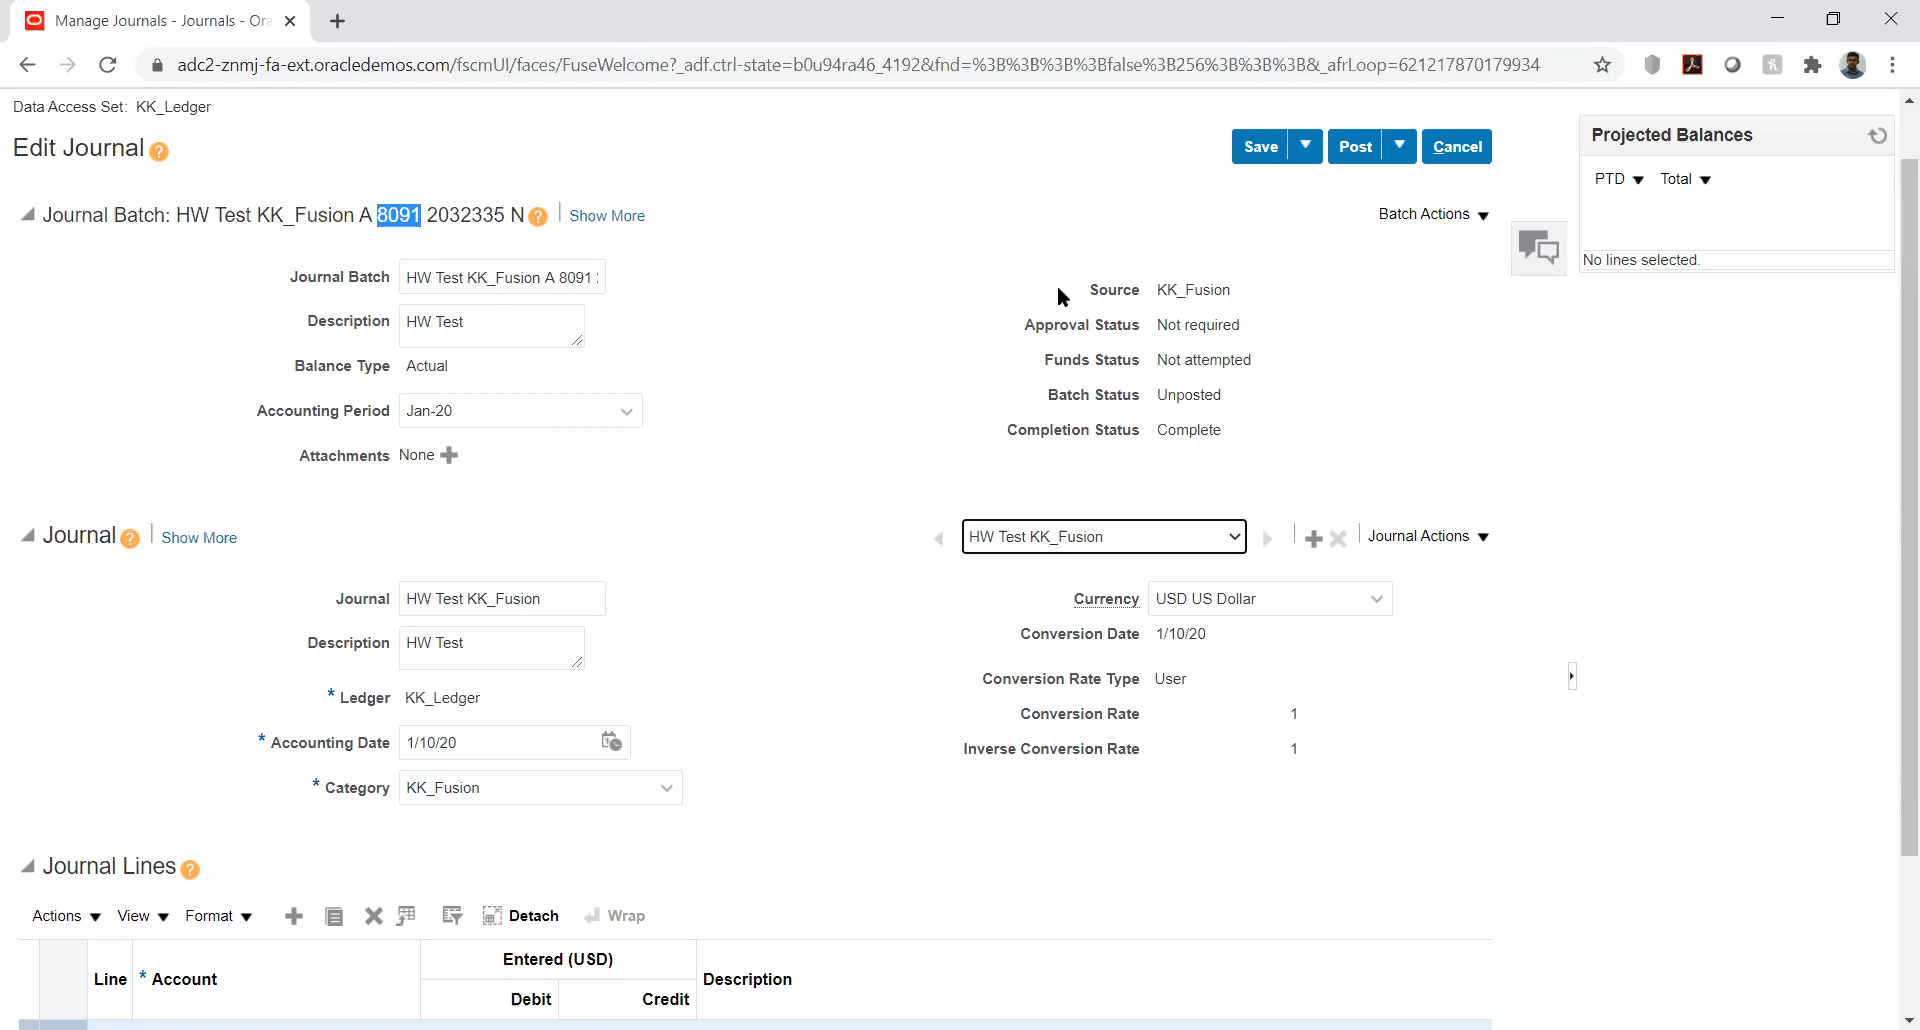 Manage Journals - Journals - Ora
adc2-znmj-fa-ext.oracledemos.com/fscmUI/faces/FuseWelcome?_adf.ctrl-state=b0u94ra46_4192&fnd=%3B%3B%3B%3Bfalse%3B256%3B%3B%3B&_afrLoop=621217870179934
Data Access Set: KK_Ledger
Edit Journal ?
Save Post Cancel
Projected Balances
PTD Total
No lines selected.
Journal Batch: HW Test KK_Fusion A 8091 2032335 N ? Show More
Batch Actions
Journal Batch HW Test KK_Fusion A 8091
Description HW Test
Balance Type Actual
Accounting Period Jan-20
Attachments None
Source KK_Fusion
Approval Status Not required
Funds Status Not attempted
Batch Status Unposted
Completion Status Complete
Journal ? Show More
HW Test KK_Fusion
Journal Actions
Journal HW Test KK_Fusion
Description HW Test
* Ledger KK_Ledger
* Accounting Date 1/10/20
* Category KK_Fusion
Currency USD US Dollar
Conversion Date 1/10/20
Conversion Rate Type User
Conversion Rate 1
Inverse Conversion Rate 1
Journal Lines ?
Actions View Format Detach Wrap
Line * Account Entered (USD) Description
Debit Credit